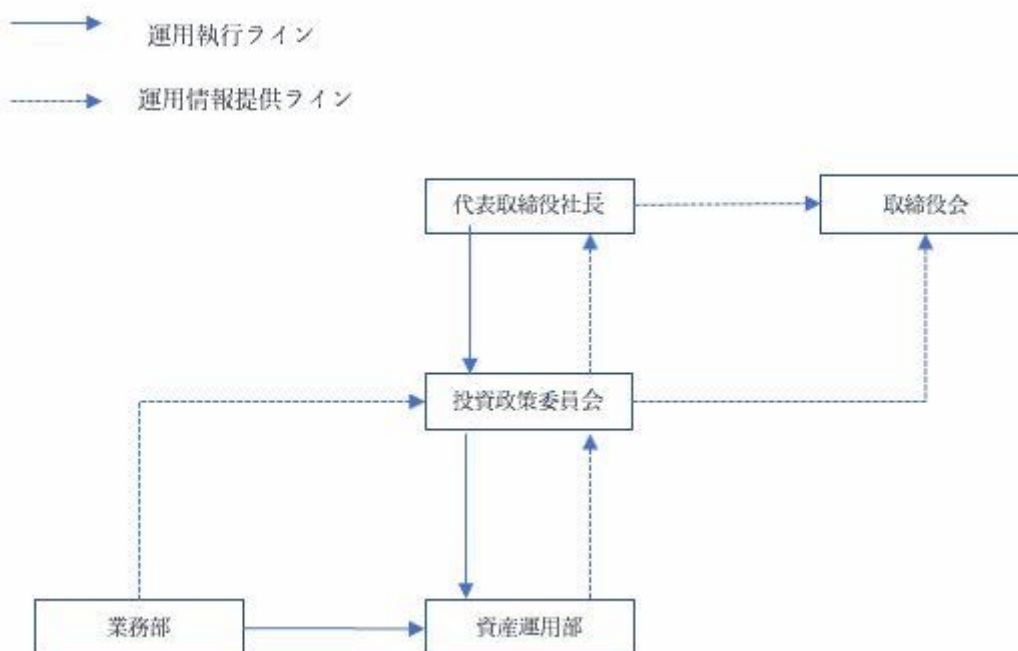 運用執行ライン
運用情報提供ライン
代表取締役社長
取締役会
投資政策委員会
業務部
資産運用部